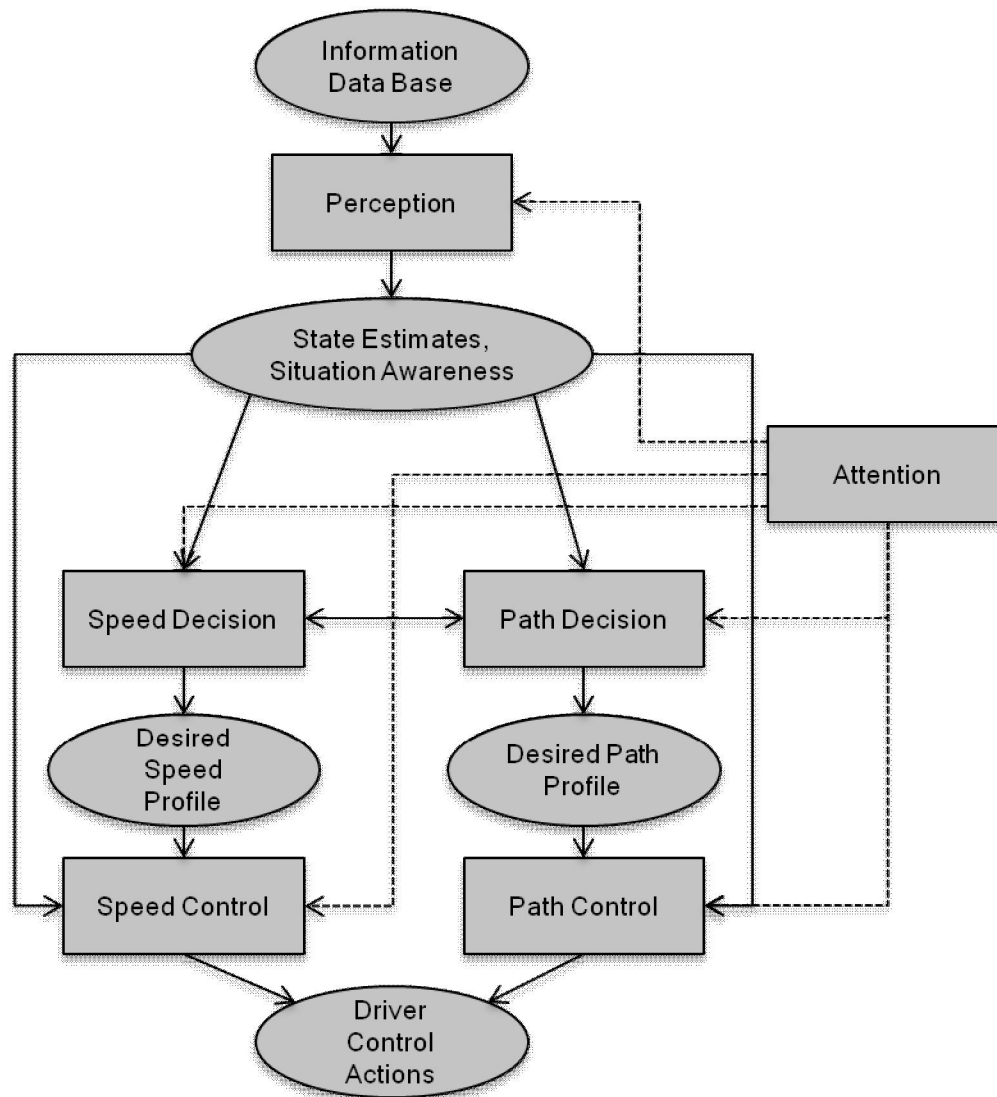 Information
Data Base
Perception
State Estimates,
Situation Awareness
Attention
Speed Decision
Path Decision
Desired
Speed
Profile
Desired Path
Profile
Speed Control
Path Control
Driver
Control
Actions